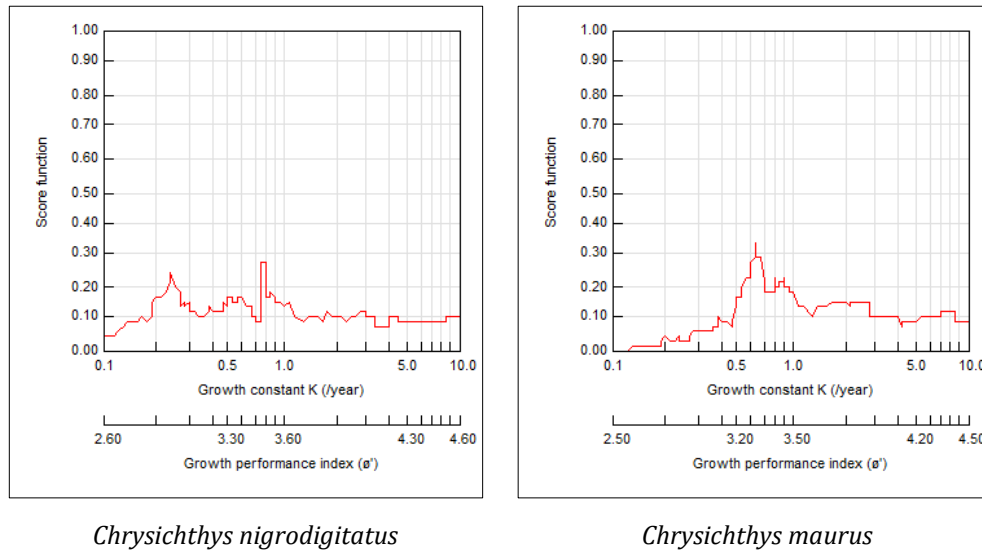 1.00
0.90
0.80
0.70
0.60
0.50
0.40
0.30
0.20
0.10
0.00
Score function
0.1 0.5 1.0 5.0 10.0
Growth constant K (/year)
2.60 3.30 3.60 4.30 4.60
Growth performance index (ø')
Chrysichthys nigrodigitatus
1.00
0.90
0.80
0.70
0.60
0.50
0.40
0.30
0.20
0.10
0.00
Score function
0.1 0.5 1.0 5.0 10.0
Growth constant K (/year)
2.50 3.20 3.50 4.20 4.50
Growth performance index (ø')
Chrysichthys maurus